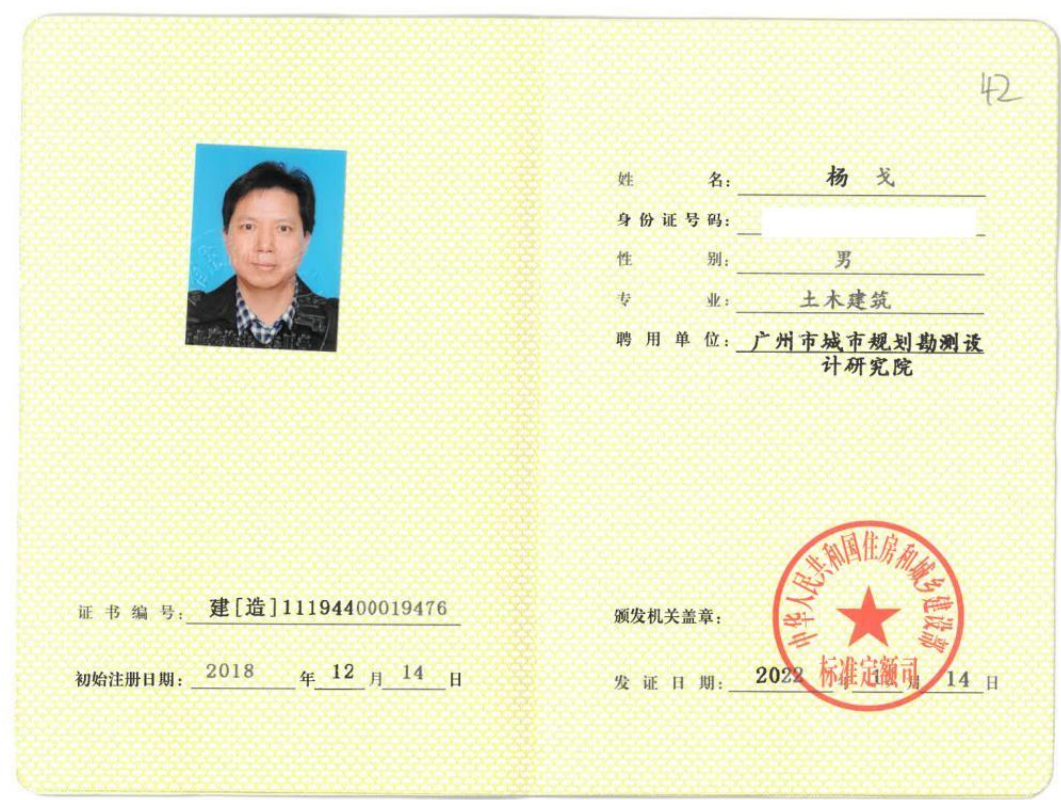 42
姓 名： 杨 戈
身份证号码：
性 别： 男
专 业： 土木建筑
聘用单位： 广州市城市规划勘测设
计研究院
证书编号： 建[造]11194400019476
初始注册日期： 2018 年 12 月 14 日
颁发机关盖章：
中华人民共和国住房和城乡建设部
标准定额司
发证日期： 2022 年 月 14 日